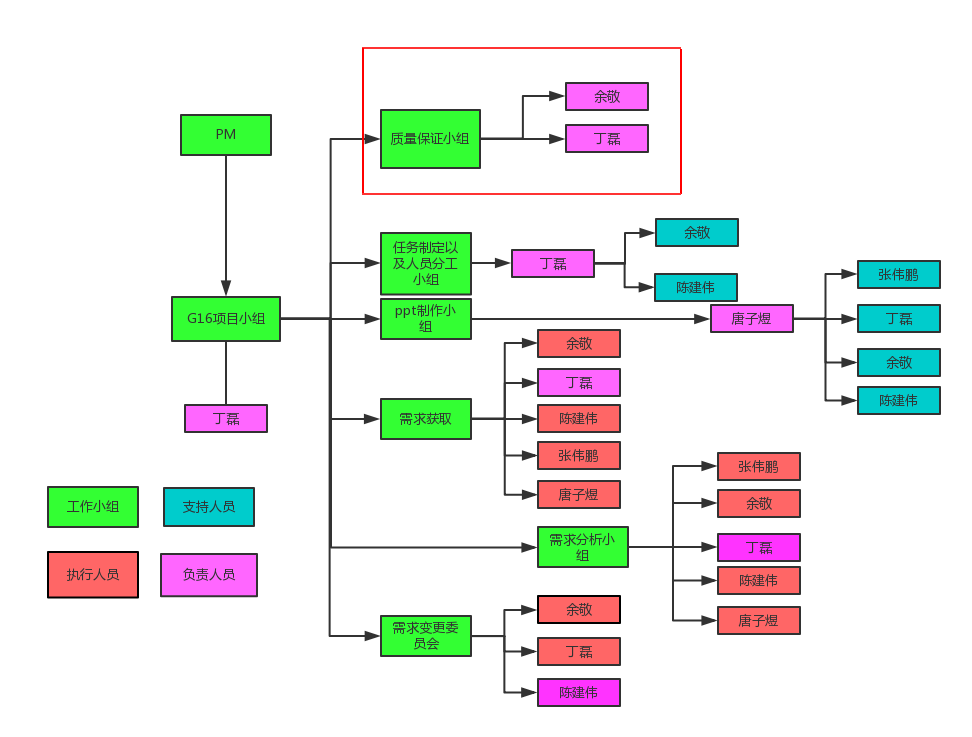 PM
G16项目小组
丁磊
质量保证小组
余敬
丁磊
任务制定以
及人员分工
小组
丁磊
余敬
陈建伟
ppt制作小
组
唐子煜
张伟鹏
丁磊
余敬
陈建伟
需求获取
余敬
丁磊
陈建伟
张伟鹏
唐子煜
需求分析小
组
张伟鹏
余敬
丁磊
陈建伟
唐子煜
需求变更委
员会
余敬
丁磊
陈建伟
工作小组
支持人员
执行人员
负责人员